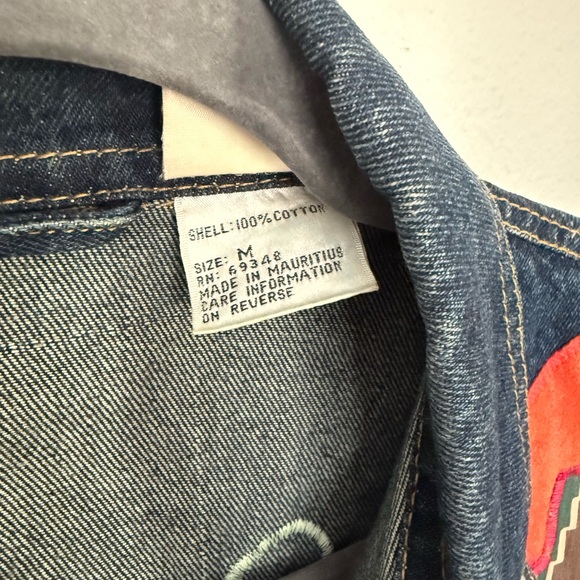 SHELL: 100% COTTON
SIZE: M
RN: 69348
MADE IN MAURITIUS
CARE INFORMATION
ON REVERSE